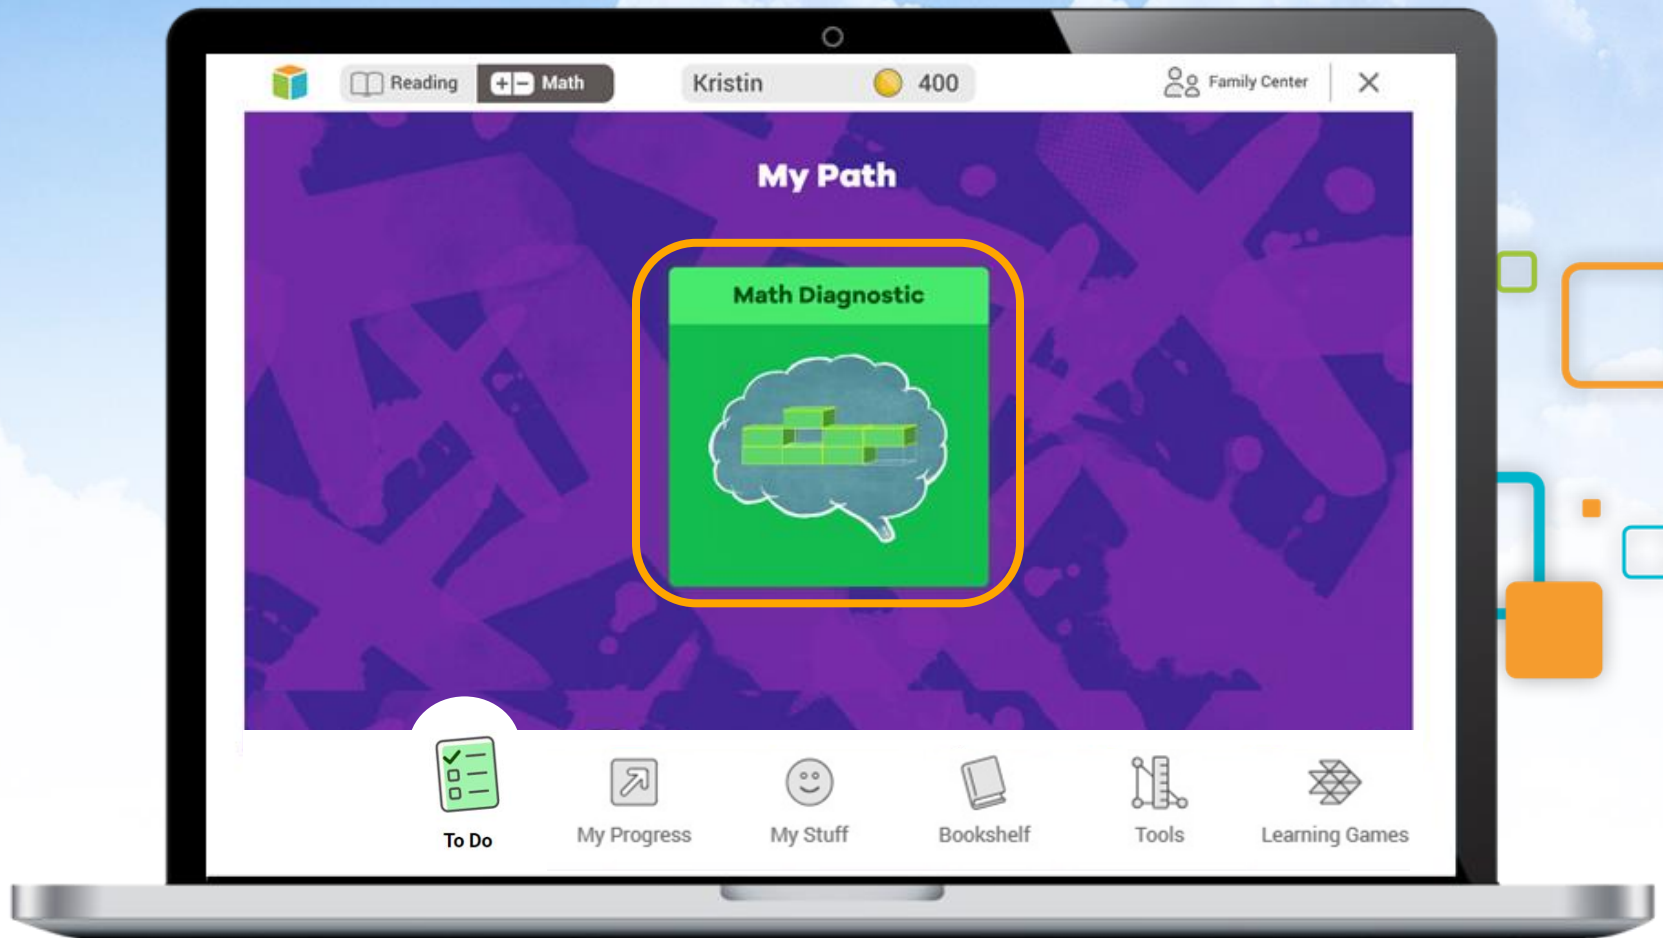 Reading
Math
Kristin
400
Family Center
My Path
Math Diagnostic
To Do
My Progress
My Stuff
Bookshelf
Tools
Learning Games